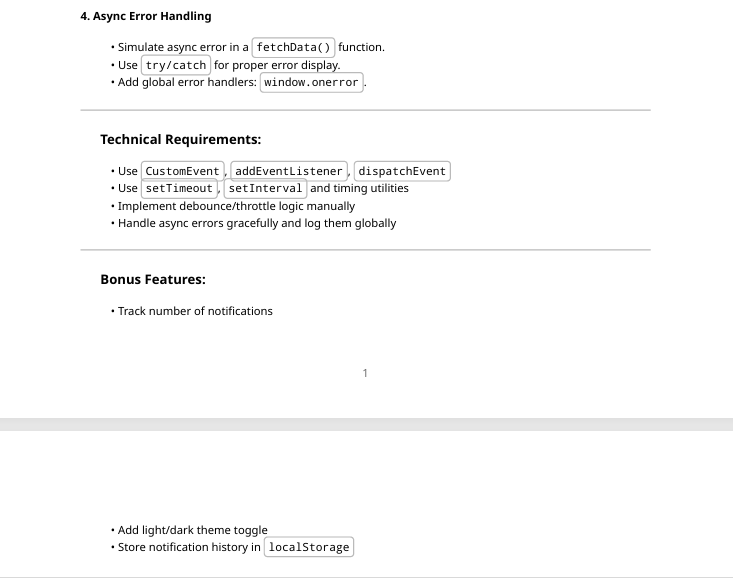 4. Async Error Handling
• Simulate async error in a fetchData() function.
• Use try/catch for proper error display.
• Add global error handlers: window.onerror.
Technical Requirements:
• Use CustomEvent, addEventListener, dispatchEvent
• Use setTimeout, setInterval and timing utilities
• Implement debounce/throttle logic manually
• Handle async errors gracefully and log them globally
Bonus Features:
• Track number of notifications
1
• Add light/dark theme toggle
• Store notification history in localStorage